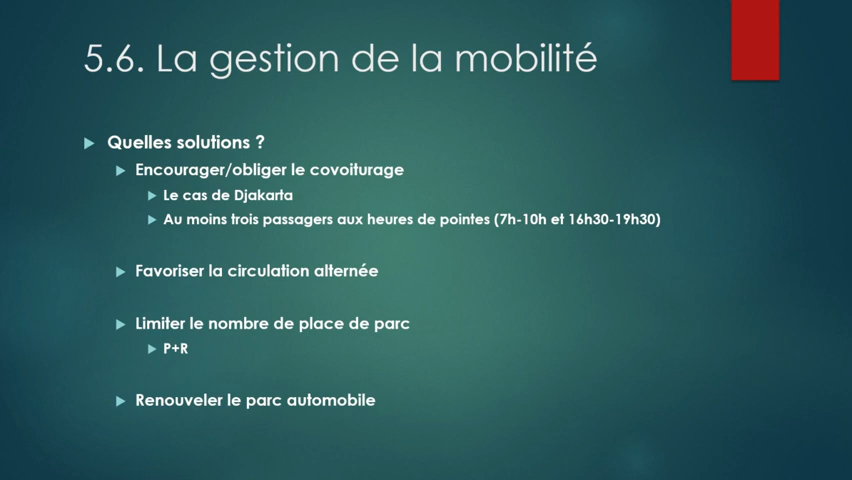 5.6. La gestion de la mobilité
Quelles solutions ?
Encourager/obliger le covoiturage
Le cas de Djakarta
Au moins trois passagers aux heures de pointes (7h-10h et 16h30-19h30)
Favoriser la circulation alternée
Limiter le nombre de place de parc
P+R
Renouveler le parc automobile